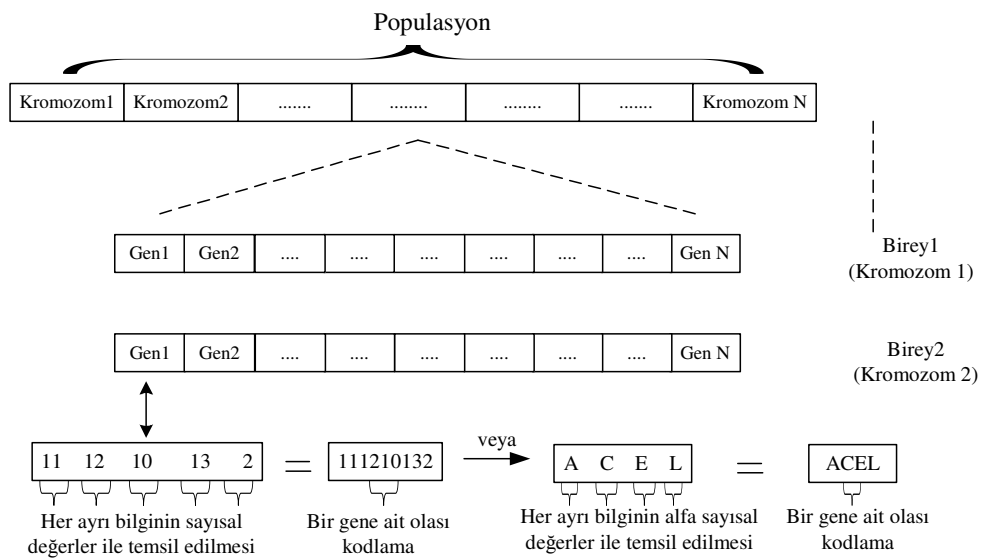 Populasyon
Kromozom1 Kromozom2 ....... ........ ........ ....... Kromozom N
Gen1 Gen2 .... .... .... .... .... .... Gen N
Birey1
(Kromozom 1)
Gen1 Gen2 .... .... .... .... .... .... Gen N
Birey2
(Kromozom 2)
11 12 10 13 2 = 111210132 veya A C E L = ACEL
Her ayrı bilginin sayısal
değerler ile temsil edilmesi
Bir gene ait olası
kodlama
Her ayrı bilginin alfa sayısal
değerler ile temsil edilmesi
Bir gene ait olası
kodlama